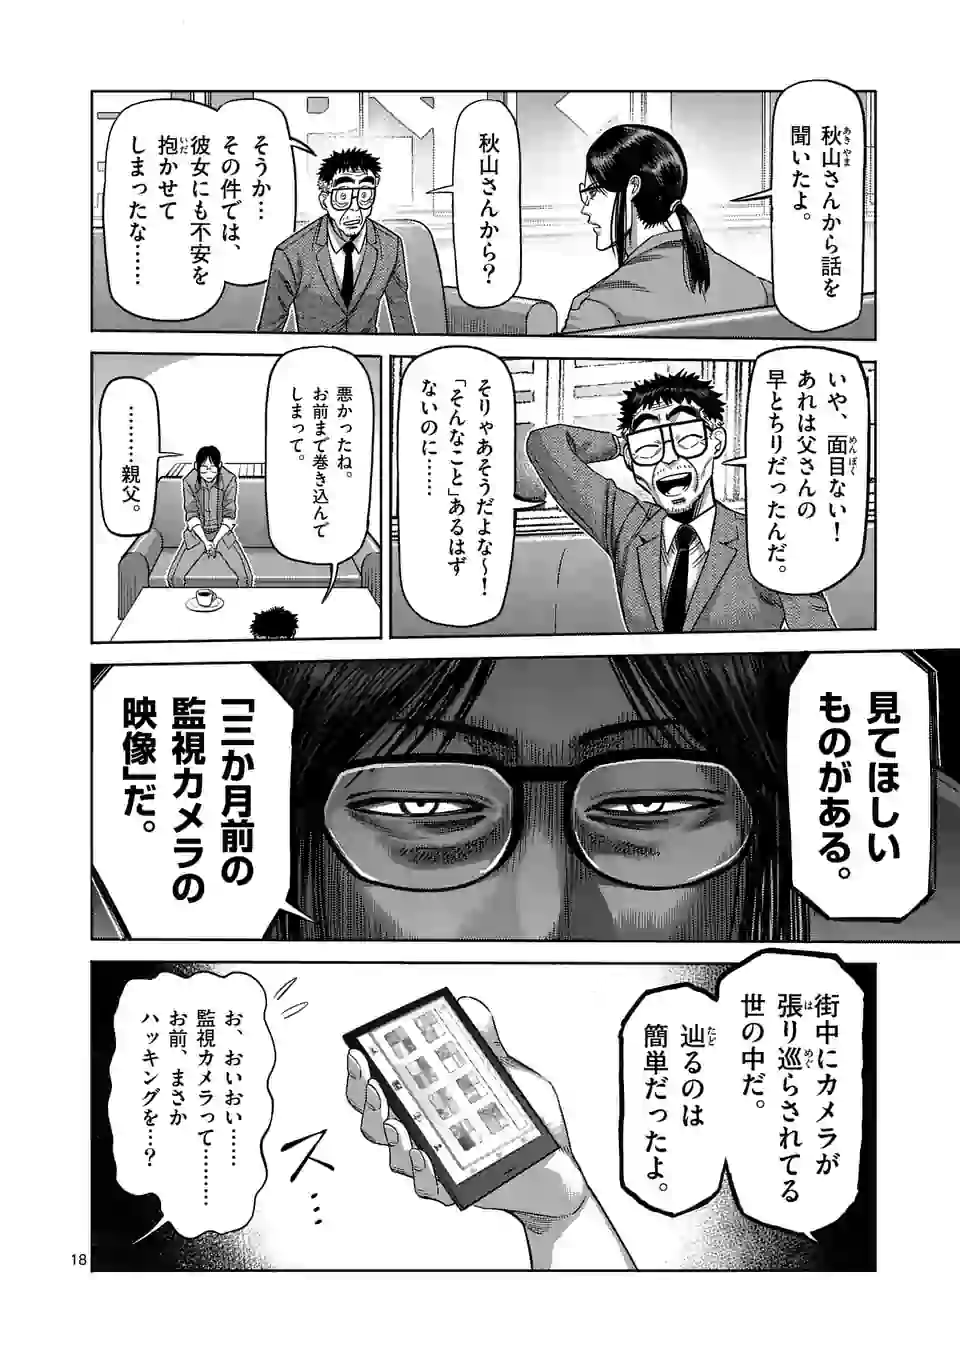 秋山さんから話を
聞いたよ。
秋山さんから？
そうか…
その件では、
彼女にも不安を
抱かせて
しまったな……
いや、面目ない！
あれは父さんの
早とちりだったんだ。
そりゃあそうだよな〜！
「そんなこと」あるはず
ないのに……
悪かったね。
お前まで巻き込んで
しまって。
…………親父。
見てほしい
ものがある。
「三か月前の
監視カメラの
映像」だ。
街中にカメラが
張り巡らされてる
世の中だ。
辿るのは
簡単だったよ。
スッ
お、おいおい……
監視カメラって………
お前、まさか
ハッキングを…？
18